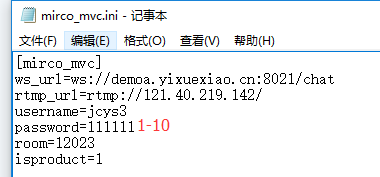 mirco_mvc.ini - 记事本
文件(F) 编辑(E) 格式(O) 查看(V) 帮助(H)
[mirco_mvc]
ws_url=ws://demoa.yixuexiao.cn:8021/chat
rtmp_url=rtmp://121.40.219.142/
username=jcys3
password=111111 1-10
room=12023
isproduct=1